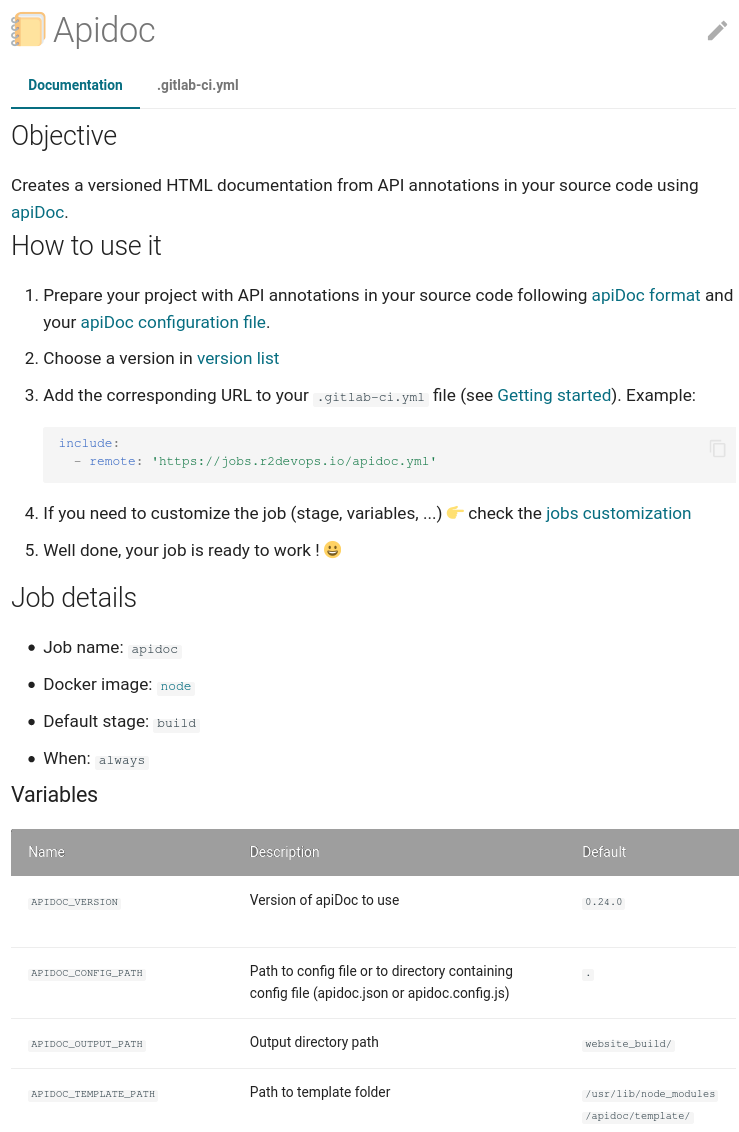 Apidoc
Documentation .gitlab-ci.yml
Objective
Creates a versioned HTML documentation from API annotations in your source code using
apiDoc.
How to use it
1. Prepare your project with API annotations in your source code following apiDoc format and
your apiDoc configuration file.
2. Choose a version in version list
3. Add the corresponding URL to your .gitlab-ci.yml file (see Getting started). Example:
include:
- remote: 'https://jobs.r2devops.io/apidoc.yml'
4. If you need to customize the job (stage, variables, ...) 👉 check the jobs customization
5. Well done, your job is ready to work ! 😀
Job details
• Job name: apidoc
• Docker image: node
• Default stage: build
• When: always
Variables
Name Description Default
APIDOC_VERSION Version of apiDoc to use 0.24.0
APIDOC_CONFIG_PATH Path to config file or to directory containing .
config file (apidoc.json or apidoc.config.js)
APIDOC_OUTPUT_PATH Output directory path website_build/
APIDOC_TEMPLATE_PATH Path to template folder /usr/lib/node_modules
/apidoc/template/